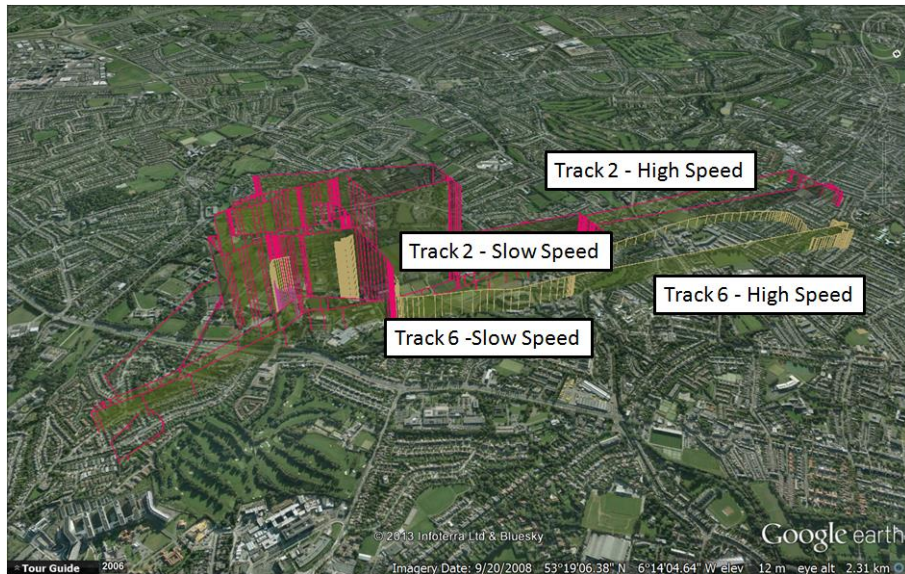 Track 2 - High Speed
Track 2 - Slow Speed
Track 6 - High Speed
Track 6 -Slow Speed
© 2013 Infoterra Ltd & Bluesky
Google earth
Tour Guide 2006 Imagery Date: 9/20/2008 53°19'06.38" N 6°14'04.64" W elev 12 m eye alt 2.31 km